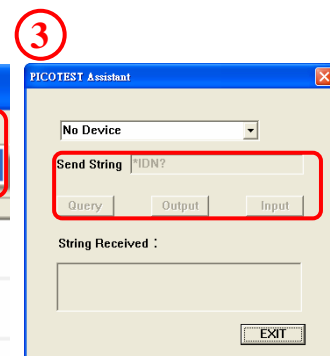 3
PICOTEST Assistant
No Device
Send String *IDN?
Query Output Input
String Received：
EXIT